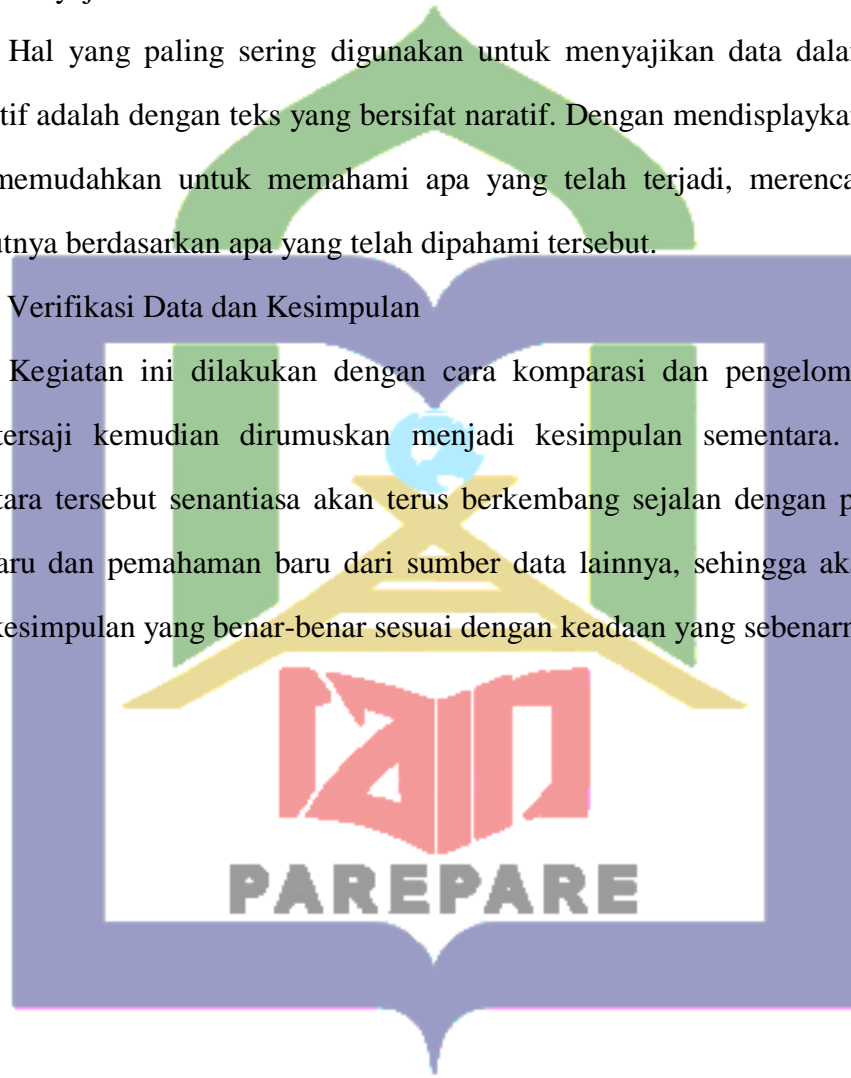 Hal yang paling sering digunakan untuk menyajikan data dalam
tif adalah dengan teks yang bersifat naratif. Dengan mendisplaykan
memudahkan untuk memahami apa yang telah terjadi, merenca
utnya berdasarkan apa yang telah dipahami tersebut.
Verifikasi Data dan Kesimpulan
Kegiatan ini dilakukan dengan cara komparasi dan pengelom
tersaji kemudian dirumuskan menjadi kesimpulan sementara.
tara tersebut senantiasa akan terus berkembang sejalan dengan p
aru dan pemahaman baru dari sumber data lainnya, sehingga ak
kesimpulan yang benar-benar sesuai dengan keadaan yang sebenarn
iain
PAREPARE